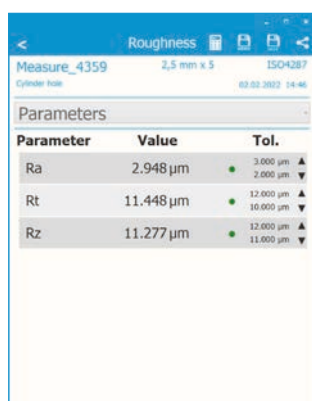 < Roughness
Measure_4359 2,5 mm x 5 ISO4287
Cylinder hole 02.02.2022 14:46
Parameters
Parameter Value Tol.
Ra 2.948 µm 3.000 µm ▲
2.000 µm ▼
Rt 11.448 µm 12.000 µm ▲
10.000 µm ▼
Rz 11.277 µm 12.000 µm ▲
11.000 µm ▼